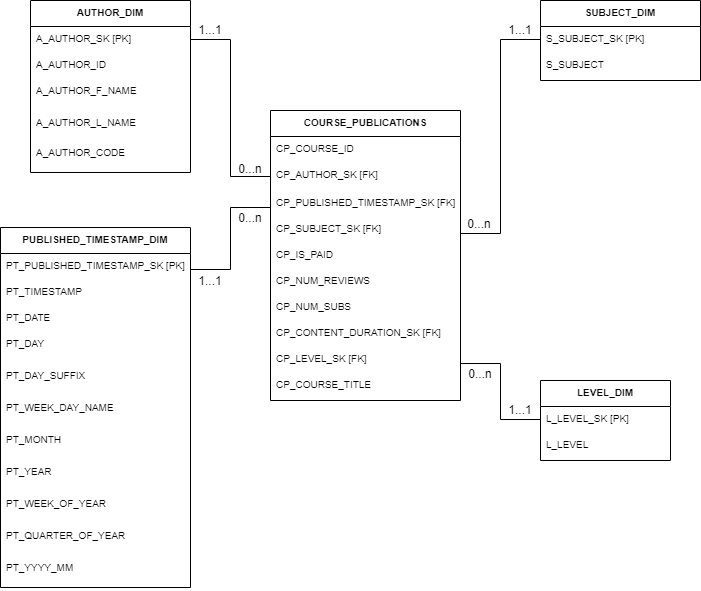 AUTHOR_DIM
A_AUTHOR_SK [PK]
A_AUTHOR_ID
A_AUTHOR_F_NAME
A_AUTHOR_L_NAME
A_AUTHOR_CODE
1...1
0...n
SUBJECT_DIM
S_SUBJECT_SK [PK]
S_SUBJECT
1...1
0...n
COURSE_PUBLICATIONS
CP_COURSE_ID
CP_AUTHOR_SK [FK]
CP_PUBLISHED_TIMESTAMP_SK [FK]
CP_SUBJECT_SK [FK]
CP_IS_PAID
CP_NUM_REVIEWS
CP_NUM_SUBS
CP_CONTENT_DURATION_SK [FK]
CP_LEVEL_SK [FK]
CP_COURSE_TITLE
PUBLISHED_TIMESTAMP_DIM
PT_PUBLISHED_TIMESTAMP_SK [PK]
PT_TIMESTAMP
PT_DATE
PT_DAY
PT_DAY_SUFFIX
PT_WEEK_DAY_NAME
PT_MONTH
PT_YEAR
PT_WEEK_OF_YEAR
PT_QUARTER_OF_YEAR
PT_YYYY_MM
0...n
1...1
LEVEL_DIM
L_LEVEL_SK [PK]
L_LEVEL
0...n
1...1